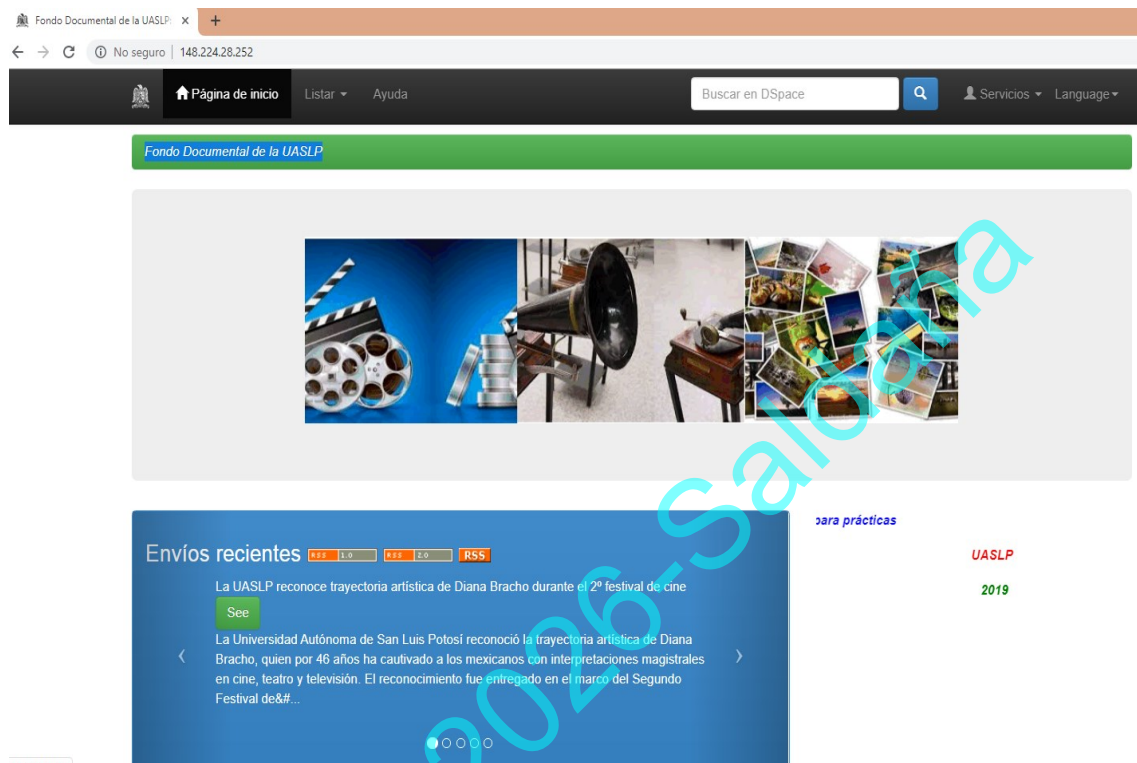 Fondo Documental de la UASLP
No seguro | 148.224.28.252
Página de inicio Listar Ayuda Buscar en DSpace Servicios Language
Fondo Documental de la UASLP
para prácticas
Envíos recientes RSS 1.0 RSS 2.0 RSS
UASLP
La UASLP reconoce trayectoria artística de Diana Bracho durante el 2º festival de cine
2019
See
La Universidad Autónoma de San Luis Potosí reconoció la trayectoria artística de Diana
Bracho, quien por 46 años ha cautivado a los mexicanos con interpretaciones magistrales
en cine, teatro y televisión. El reconocimiento fue entregado en el marco del Segundo
Festival de&#...
2026-Saldaña